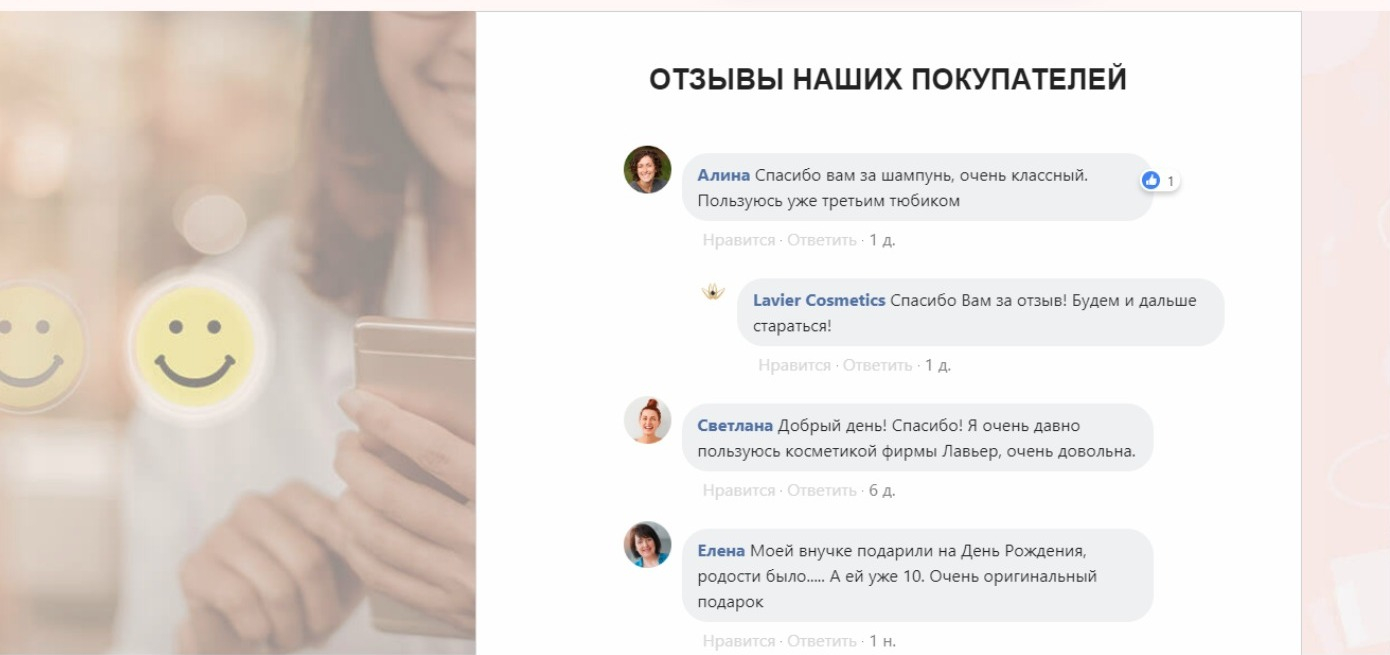 ОТЗЫВЫ НАШИХ ПОКУПАТЕЛЕЙ
Алина Спасибо вам за шампунь, очень классный.
Пользуюсь уже третьим тюбиком
1
Нравится · Ответить · 1 д.
Lavier Cosmetics Спасибо Вам за отзыв! Будем и дальше
стараться!
Нравится · Ответить · 1 д.
Светлана Добрый день! Спасибо! Я очень давно
пользуюсь косметикой фирмы Лавьер, очень довольна.
Нравится · Ответить · 6 д.
Елена Моей внучке подарили на День Рождения,
родости было..... А ей уже 10. Очень оригинальный
подарок
Нравится · Ответить · 1 н.